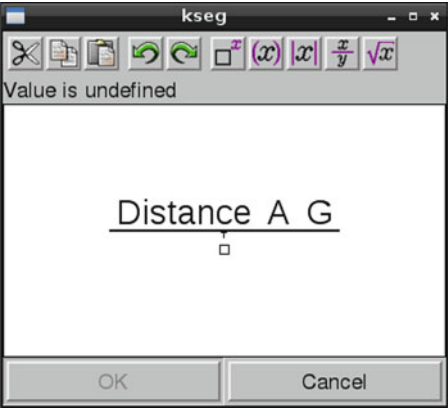 kseg
□ˣ (x) |x| x/y √x
Value is undefined
Distance A G
OK
Cancel